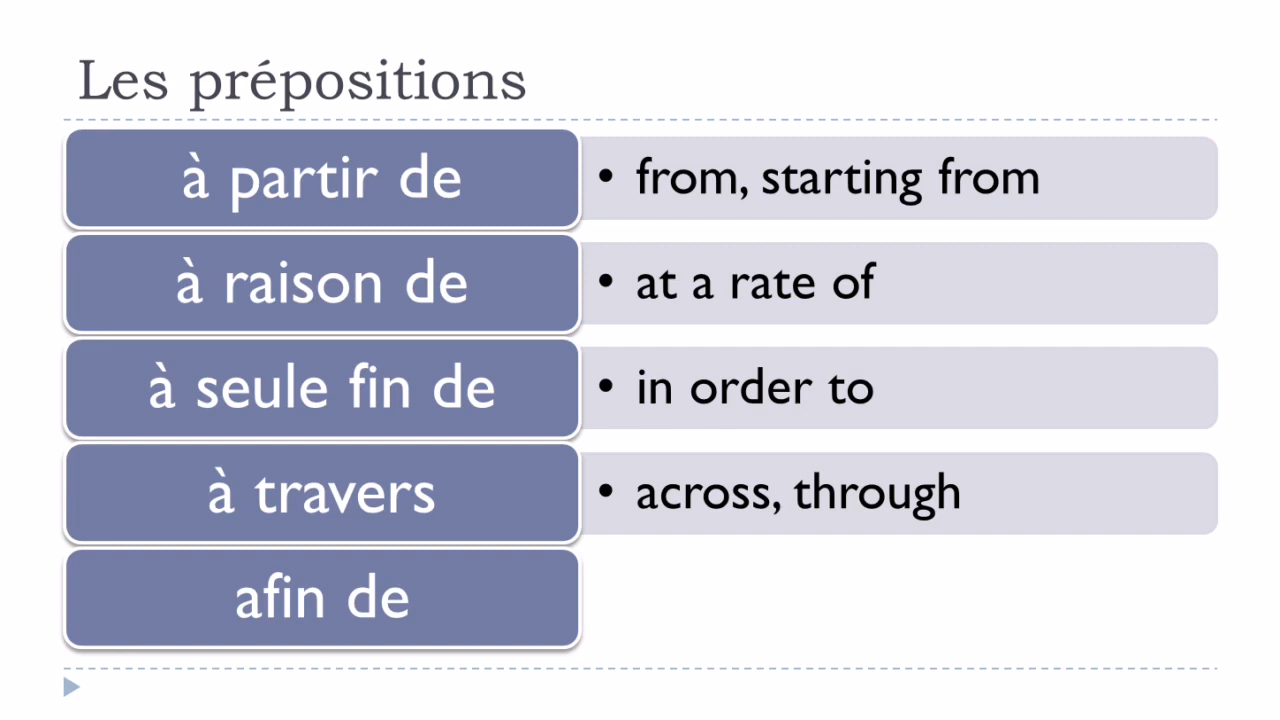 Les prépositions
à partir de
• from, starting from
à raison de
• at a rate of
à seule fin de
• in order to
à travers
• across, through
afin de